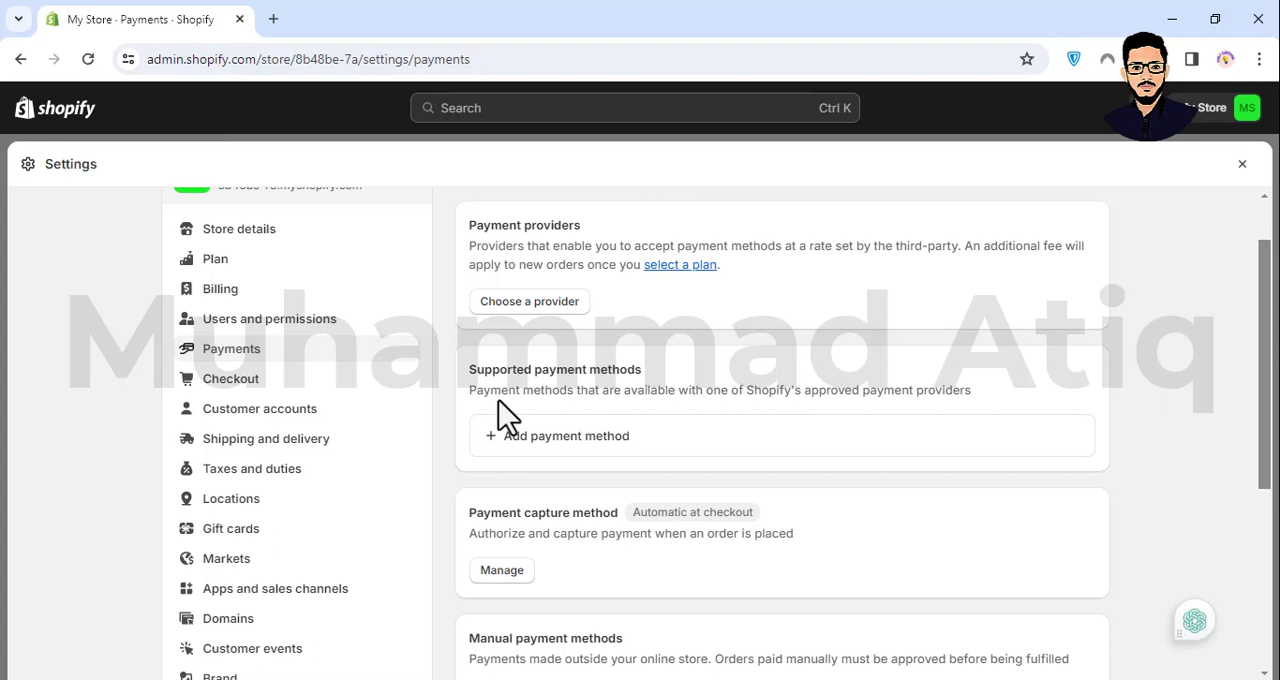 My Store · Payments · Shopify
admin.shopify.com/store/8b48be-7a/settings/payments
shopify
Search
Ctrl K
Store
MS
Settings
Store details
Plan
Billing
Users and permissions
Payments
Checkout
Customer accounts
Shipping and delivery
Taxes and duties
Locations
Gift cards
Markets
Apps and sales channels
Domains
Customer events
Brand
Payment providers
Providers that enable you to accept payment methods at a rate set by the third-party. An additional fee will
apply to new orders once you select a plan.
Choose a provider
Supported payment methods
Payment methods that are available with one of Shopify's approved payment providers
Add payment method
Payment capture method Automatic at checkout
Authorize and capture payment when an order is placed
Manage
Manual payment methods
Payments made outside your online store. Orders paid manually must be approved before being fulfilled
Muhammad Atiq